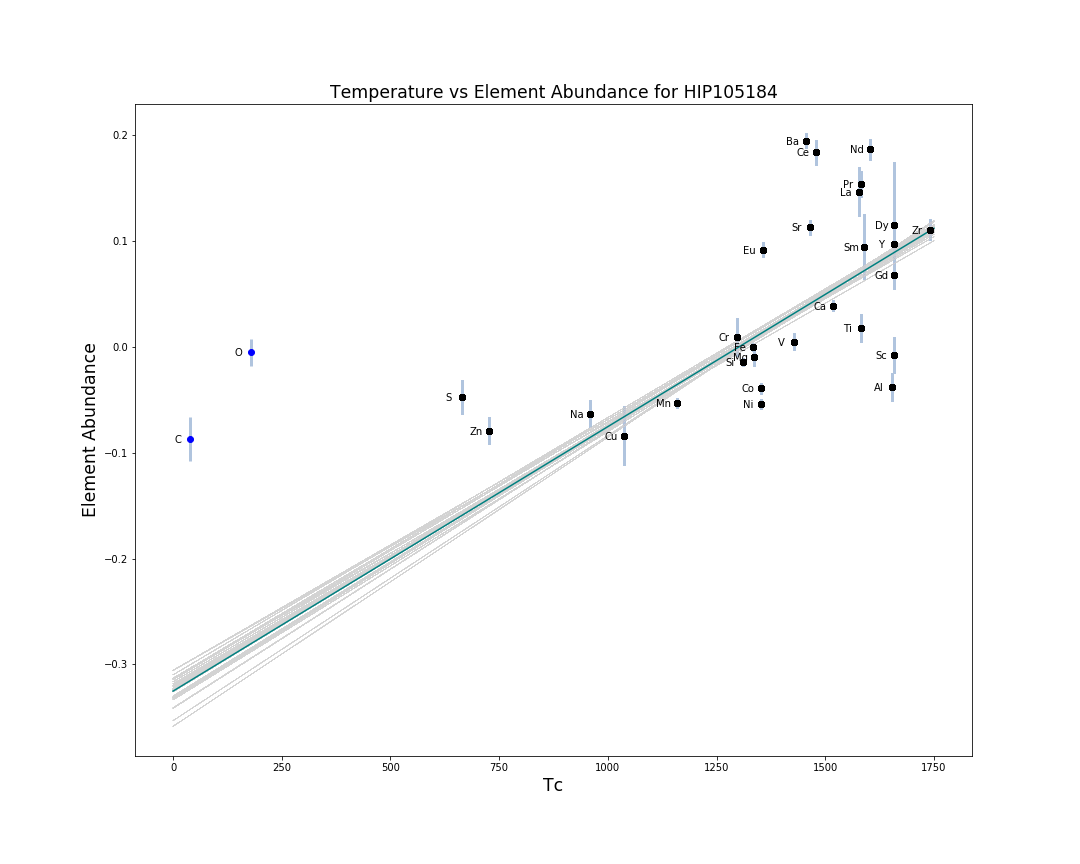 Temperature vs Element Abundance for HIP105184
Element Abundance
0.2
0.1
0.0
−0.1
−0.2
−0.3
Ba
Ce
Nd
Pr
La
Sr
Dy
Zr
Eu
Sm
Y
Gd
Ca
Ti
Cr
V
Fe
Mg
Si
Sc
O
Co
Al
S
Mn
Ni
Na
Zn
Cu
C
0
250
500
750
1000
1250
1500
1750
Tc